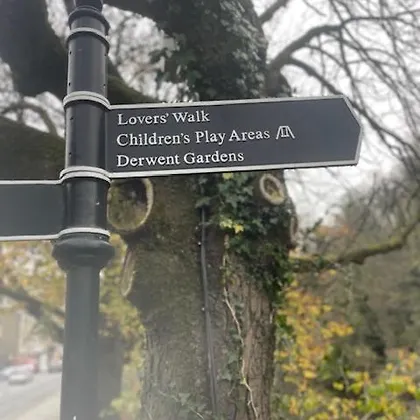 Lovers' Walk
Children's Play Areas
Derwent Gardens